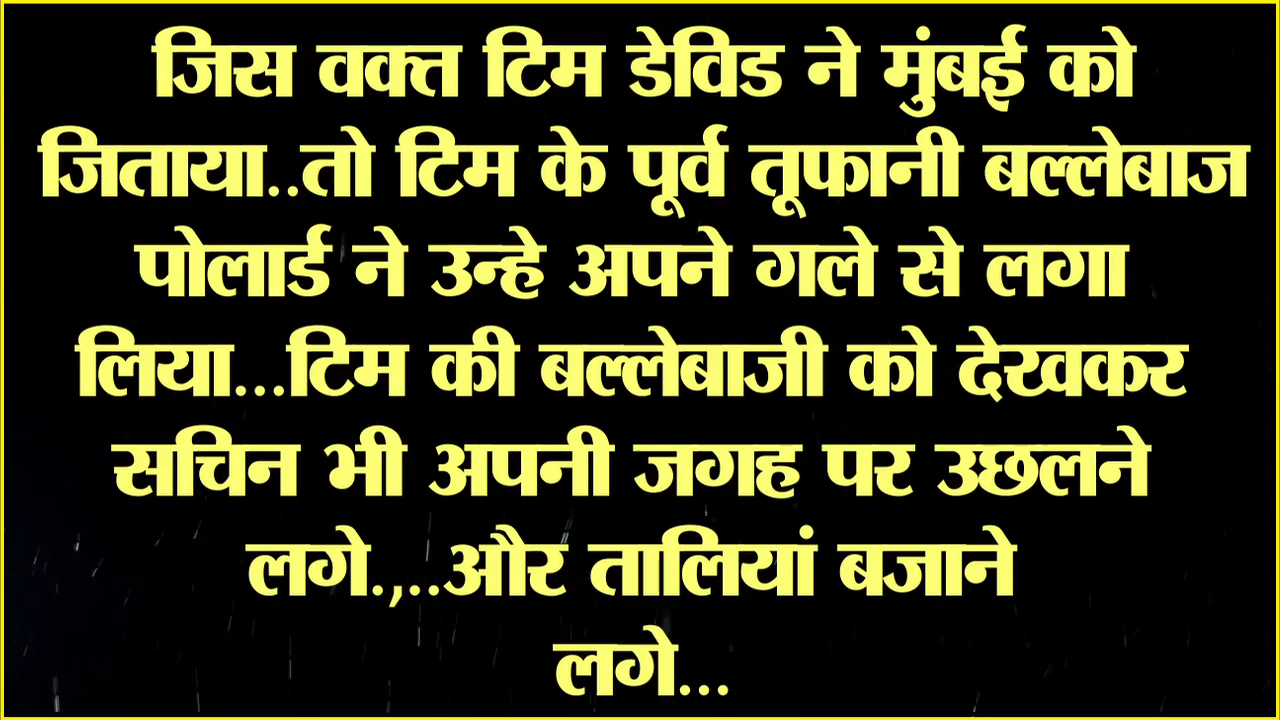 जिस वक्त टिम डेविड ने मुंबई को
जिताया..तो टिम के पूर्व तूफानी बल्लेबाज
पोलार्ड ने उन्हे अपने गले से लगा
लिया...टिम की बल्लेबाजी को देखकर
सचिन भी अपनी जगह पर उछलने
लगे.,..और तालियां बजाने
लगे...